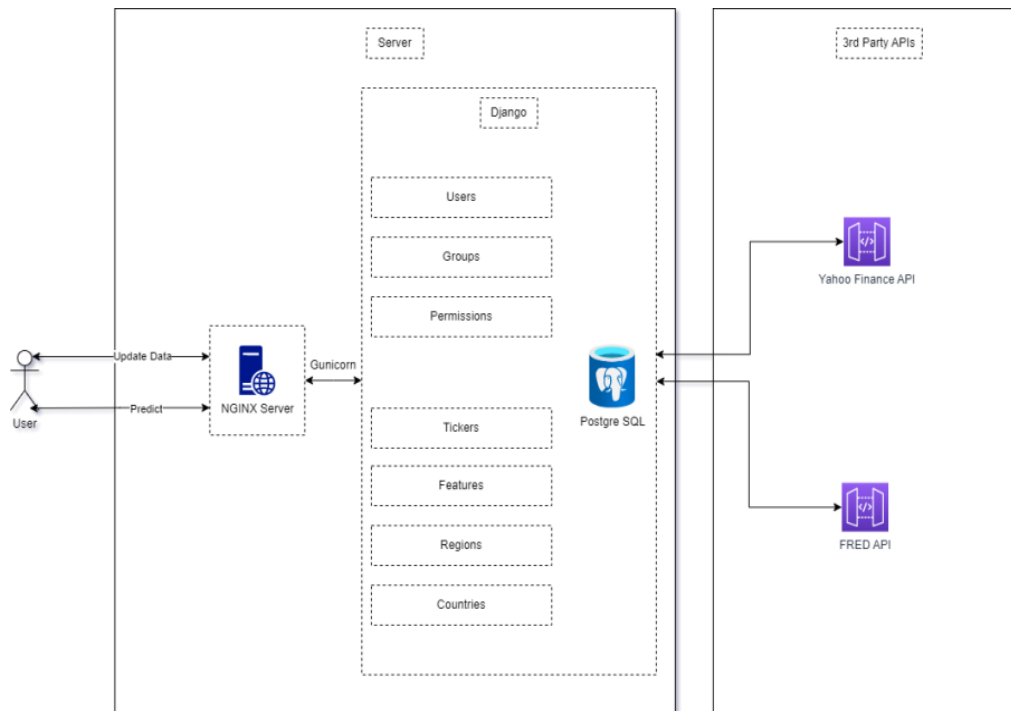 Server
3rd Party APIs
Django
Users
Groups
Permissions
Yahoo Finance API
Update Data
Gunicorn
Predict
NGINX Server
User
Postgre SQL
Tickers
Features
Regions
FRED API
Countries